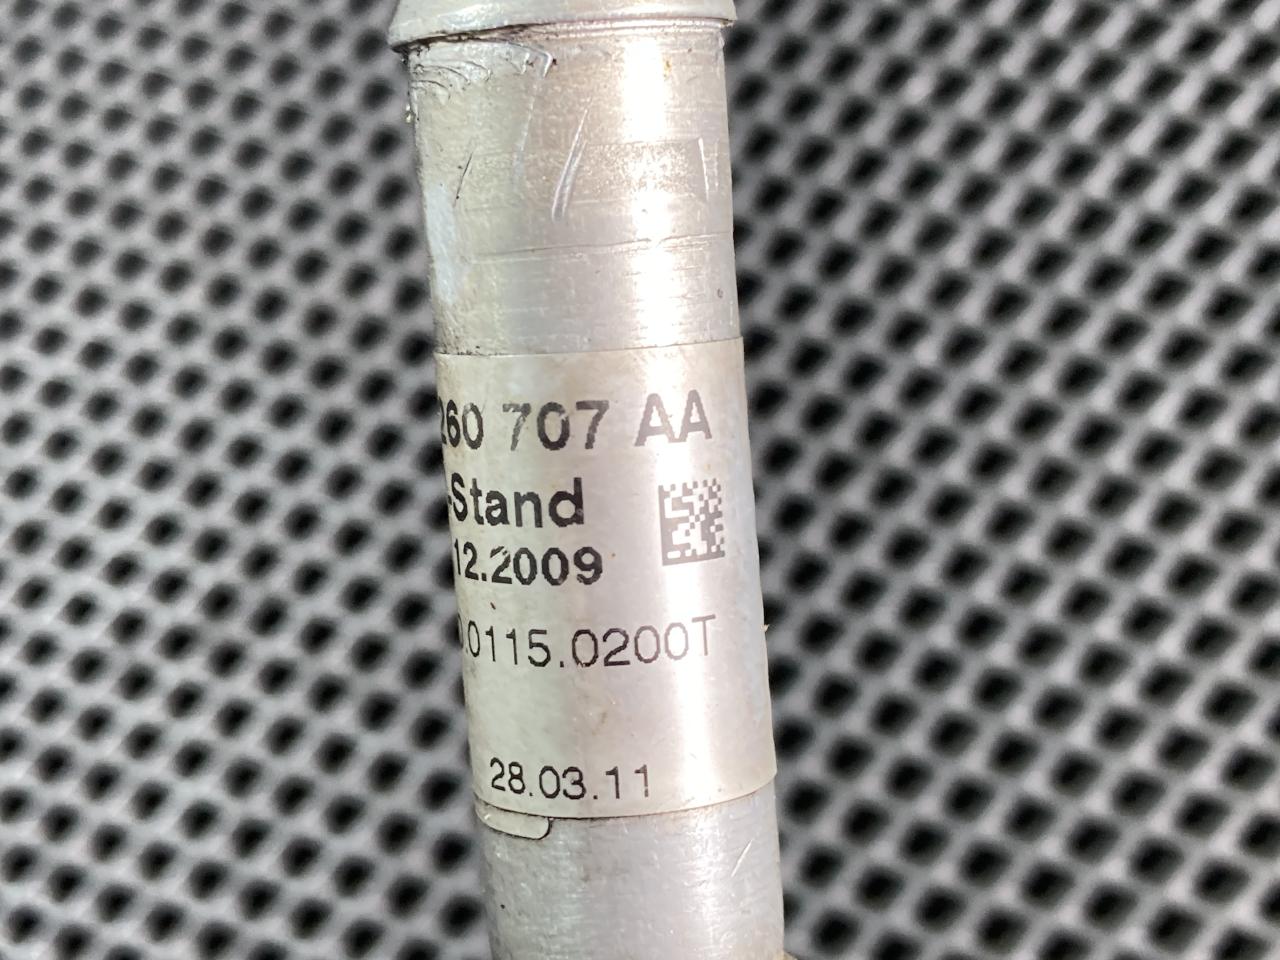 260 707 AA
-Stand
12.2009
.0115.0200T
28.03.11